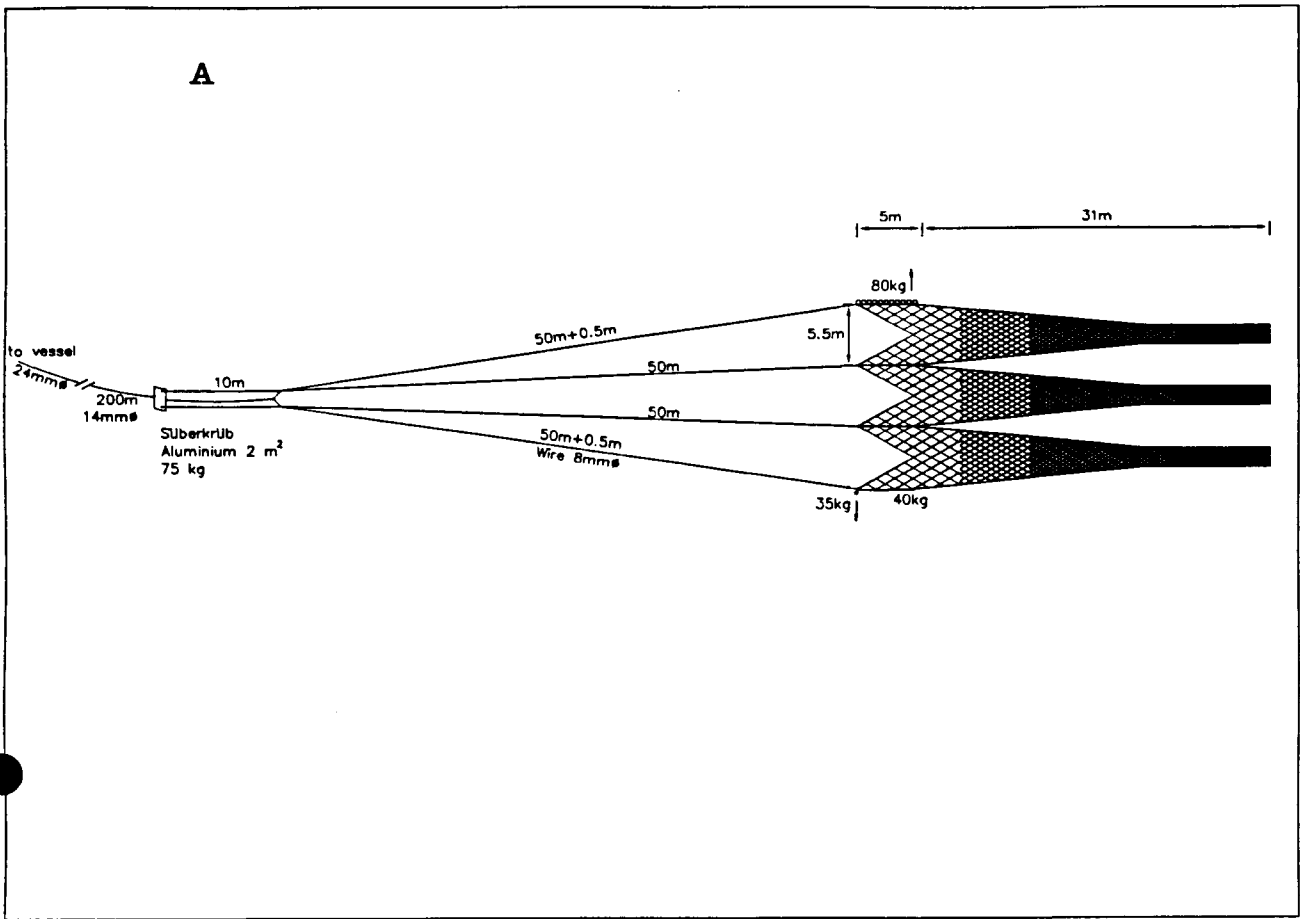 A
5m
31m
80kg
5.5m
50m+0.5m
50m
50m
50m+0.5m
Wire 8mmø
to vessel
24mmø
200m
14mmø
10m
Süberkrüb
Aluminium 2 m²
75 kg
35kg
40kg